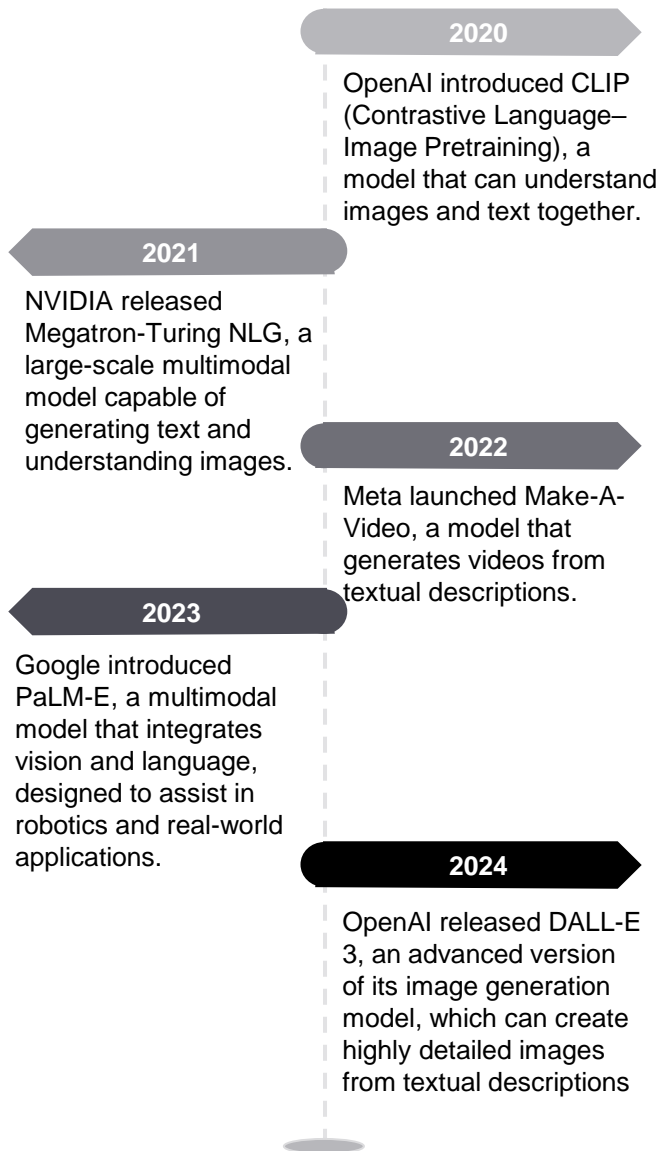 2020
OpenAI introduced CLIP
(Contrastive Language–
Image Pretraining), a
model that can understand
images and text together.
2021
NVIDIA released
Megatron-Turing NLG, a
large-scale multimodal
model capable of
generating text and
understanding images.
2022
Meta launched Make-A-
Video, a model that
generates videos from
textual descriptions.
2023
Google introduced
PaLM-E, a multimodal
model that integrates
vision and language,
designed to assist in
robotics and real-world
applications.
2024
OpenAI released DALL-E
3, an advanced version
of its image generation
model, which can create
highly detailed images
from textual descriptions